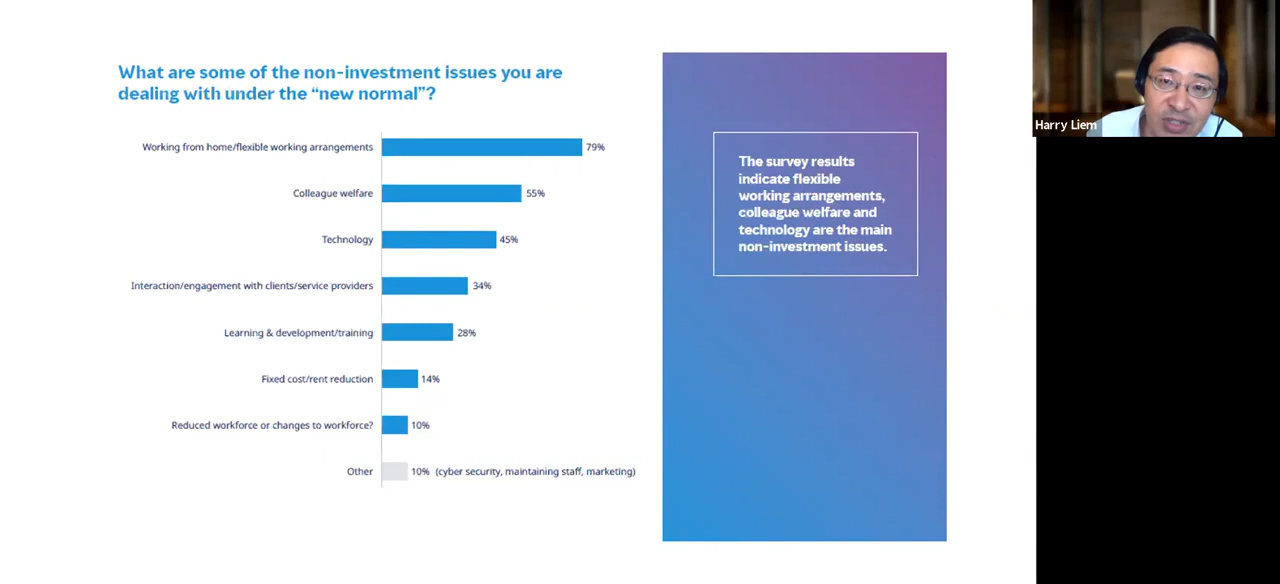 What are some of the non-investment issues you are
dealing with under the “new normal”?
Working from home/flexible working arrangements 79%
Colleague welfare 55%
Technology 45%
Interaction/engagement with clients/service providers 34%
Learning & development/training 28%
Fixed cost/rent reduction 14%
Reduced workforce or changes to workforce? 10%
Other 10% (cyber security, maintaining staff, marketing)
The survey results
indicate flexible
working arrangements,
colleague welfare and
technology are the main
non-investment issues.
Harry Liem